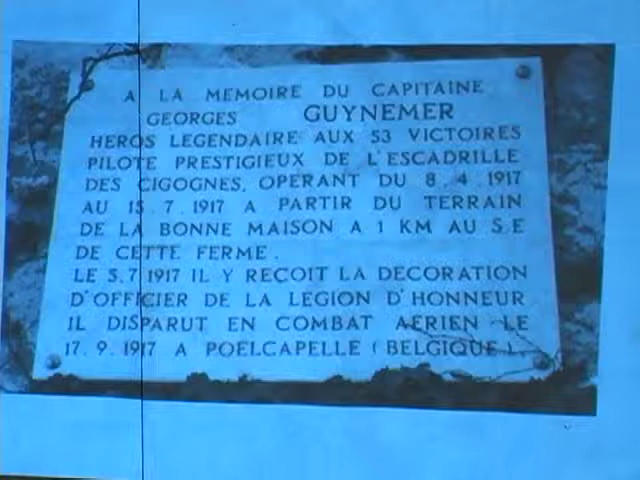 A LA MEMOIRE DU CAPITAINE
GEORGES GUYNEMER
HEROS LEGENDAIRE AUX 53 VICTOIRES
PILOTE PRESTIGIEUX DE L'ESCADRILLE
DES CIGOGNES, OPERANT DU 8.4.1917
AU 15.7.1917 A PARTIR DU TERRAIN
DE LA BONNE MAISON A 1 KM AU S.E
DE CETTE FERME.
LE 5.7.1917 IL Y RECOIT LA DECORATION
D'OFFICIER DE LA LEGION D'HONNEUR
IL DISPARUT EN COMBAT AERIEN LE
17.9.1917 A POELCAPELLE (BELGIQUE).